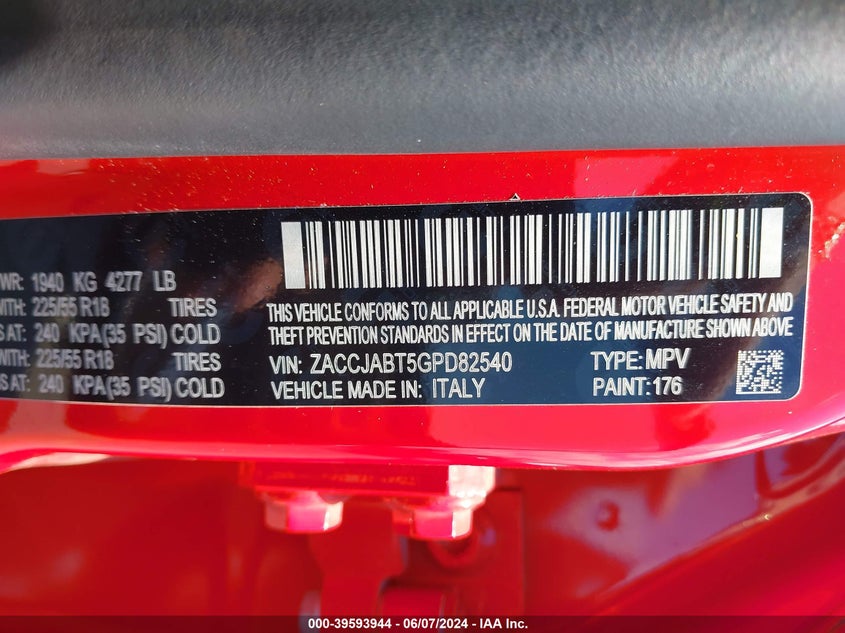 WR: 1940 KG 4277 LB
WITH: 225/55 R18 TIRES
S AT: 240 KPA(35 PSI) COLD
WITH: 225/55 R18 TIRES
S AT: 240 KPA(35 PSI) COLD
THIS VEHICLE CONFORMS TO ALL APPLICABLE U.S.A. FEDERAL MOTOR VEHICLE SAFETY AND
THEFT PREVENTION STANDARDS IN EFFECT ON THE DATE OF MANUFACTURE SHOWN ABOVE
VIN: ZACCJABT5GPD82540 TYPE: MPV
VEHICLE MADE IN: ITALY PAINT: 176
000-39593944 - 06/07/2024 - IAA Inc.